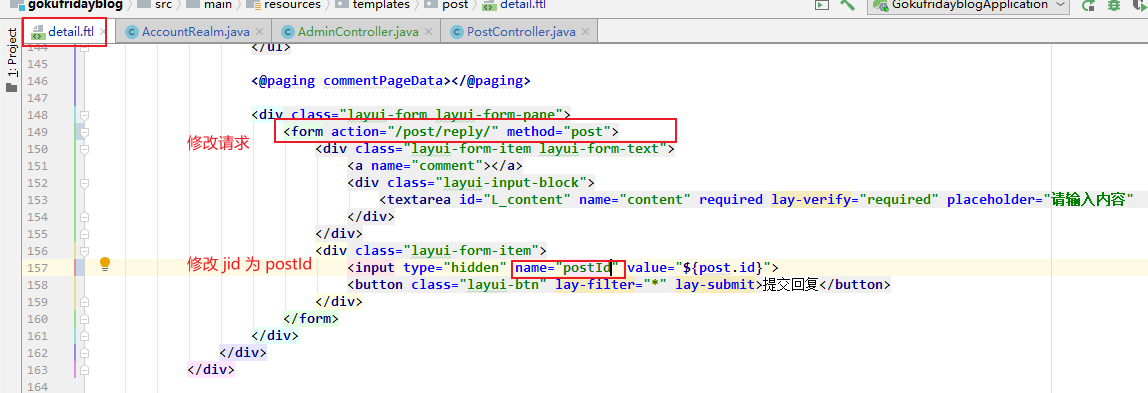 gokufridayblog src main resources templates post detail.ftl GokufridayblogApplication
detail.ftl AccountRealm.java AdminController.java PostController.java
1: Project
144 </ul>
145
146 <@paging commentPageData></@paging>
147
148 <div class="layui-form layui-form-pane">
149 <form action="/post/reply/" method="post">
修改请求
150 <div class="layui-form-item layui-form-text">
151 <a name="comment"></a>
152 <div class="layui-input-block">
153 <textarea id="L_content" name="content" required lay-verify="required" placeholder="请输入内容"
154 </div>
155 </div>
156 <div class="layui-form-item">
修改 jid 为 postId
157 <input type="hidden" name="postId" value="${post.id}">
158 <button class="layui-btn" lay-filter="*" lay-submit>提交回复</button>
159 </div>
160 </form>
161 </div>
162 </div>
163 </div>
164